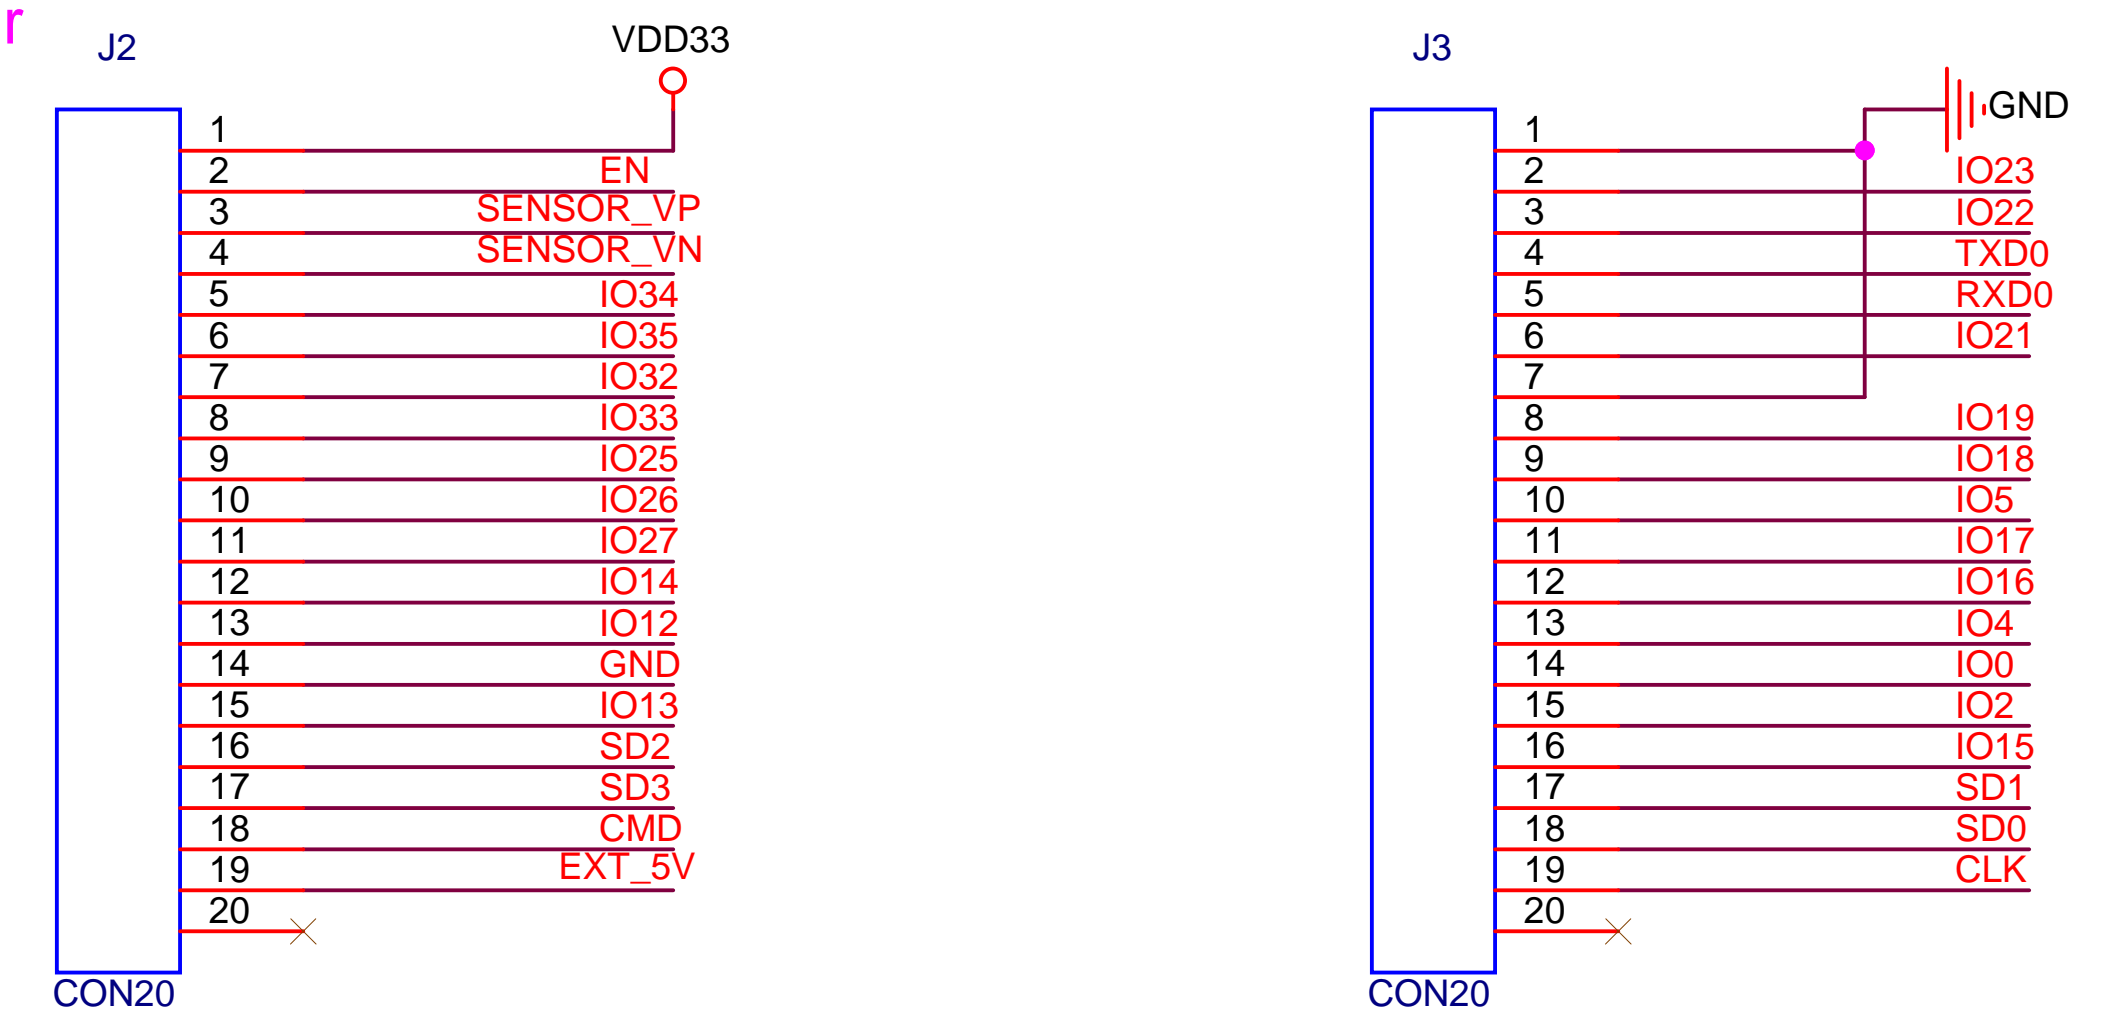 r
J2
VDD33
1
2 EN
3 SENSOR_VP
4 SENSOR_VN
5 IO34
6 IO35
7 IO32
8 IO33
9 IO25
10 IO26
11 IO27
12 IO14
13 IO12
14 GND
15 IO13
16 SD2
17 SD3
18 CMD
19 EXT_5V
20
CON20
J3
GND
1
2 IO23
3 IO22
4 TXD0
5 RXD0
6 IO21
7
8 IO19
9 IO18
10 IO5
11 IO17
12 IO16
13 IO4
14 IO0
15 IO2
16 IO15
17 SD1
18 SD0
19 CLK
20
CON20